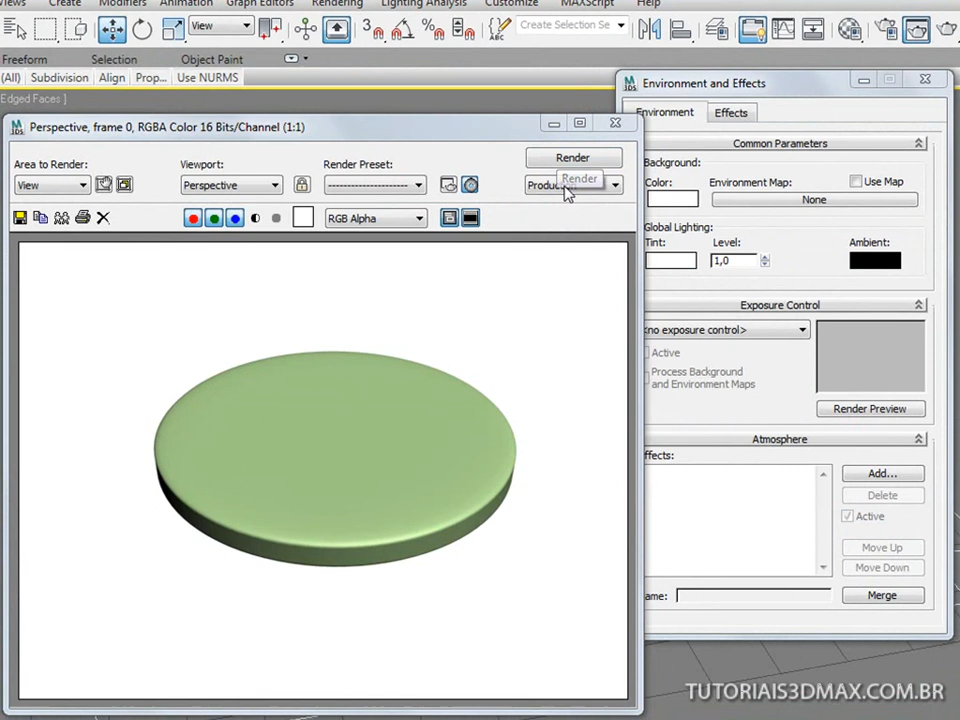 Views Create Modifiers Animation Graph Editors Rendering Lighting Analysis Customize MAXScript Help
View
3
Create Selection Se
ABC
Freeform Selection Object Paint
(All) Subdivision Align Prop... Use NURMS
Edged Faces ]
Environment and Effects
Environment Effects
Common Parameters
Background:
Color: Environment Map: Use Map
None
Global Lighting:
Tint: Level: Ambient:
1,0
Exposure Control
<no exposure control>
Active
Process Background
and Environment Maps
Render Preview
Atmosphere
ffects:
Add...
Delete
Active
Move Up
Move Down
ame:
Merge
Perspective, frame 0, RGBA Color 16 Bits/Channel (1:1)
Area to Render: Viewport: Render Preset: Render
View Perspective -------------------- Produc
Render
RGB Alpha
TUTORIAIS3DMAX.COM.BR